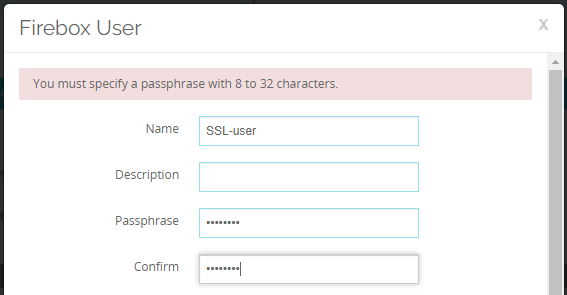 Firebox User
X
You must specify a passphrase with 8 to 32 characters.
Name SSL-user
Description
Passphrase ••••••••
Confirm ••••••••